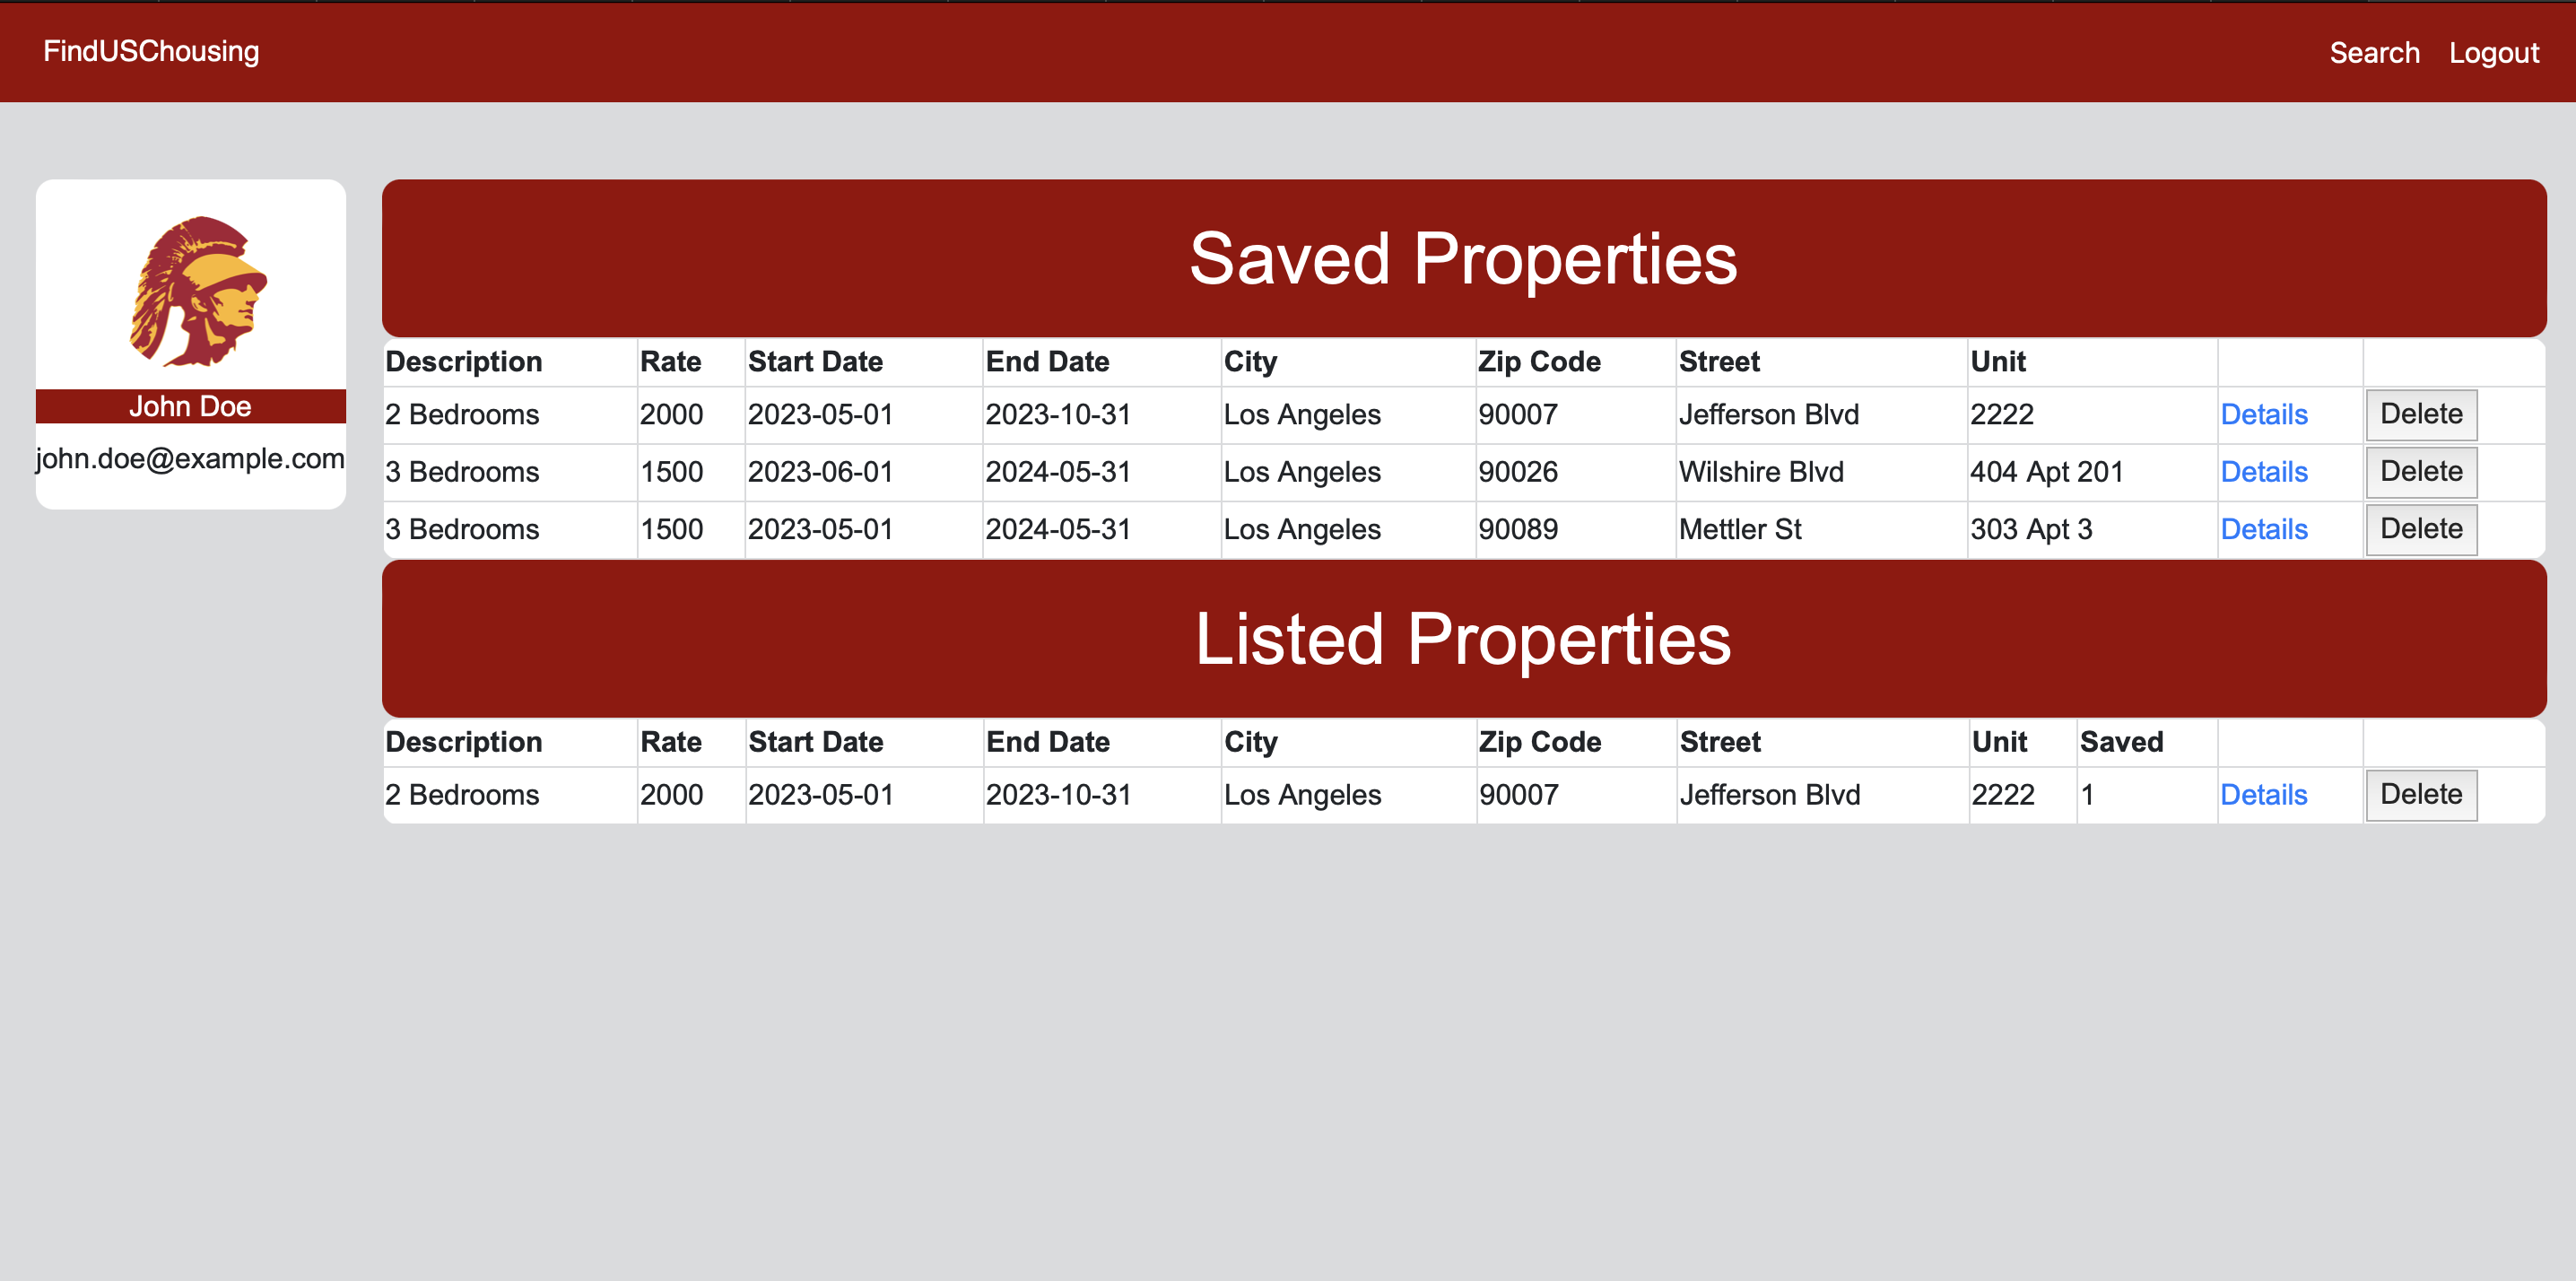 FindUSChousing Search Logout
John Doe
john.doe@example.com
Saved Properties
Description Rate Start Date End Date City Zip Code Street Unit
2 Bedrooms 2000 2023-05-01 2023-10-31 Los Angeles 90007 Jefferson Blvd 2222 Details Delete
3 Bedrooms 1500 2023-06-01 2024-05-31 Los Angeles 90026 Wilshire Blvd 404 Apt 201 Details Delete
3 Bedrooms 1500 2023-05-01 2024-05-31 Los Angeles 90089 Mettler St 303 Apt 3 Details Delete
Listed Properties
Description Rate Start Date End Date City Zip Code Street Unit Saved
2 Bedrooms 2000 2023-05-01 2023-10-31 Los Angeles 90007 Jefferson Blvd 2222 1 Details Delete